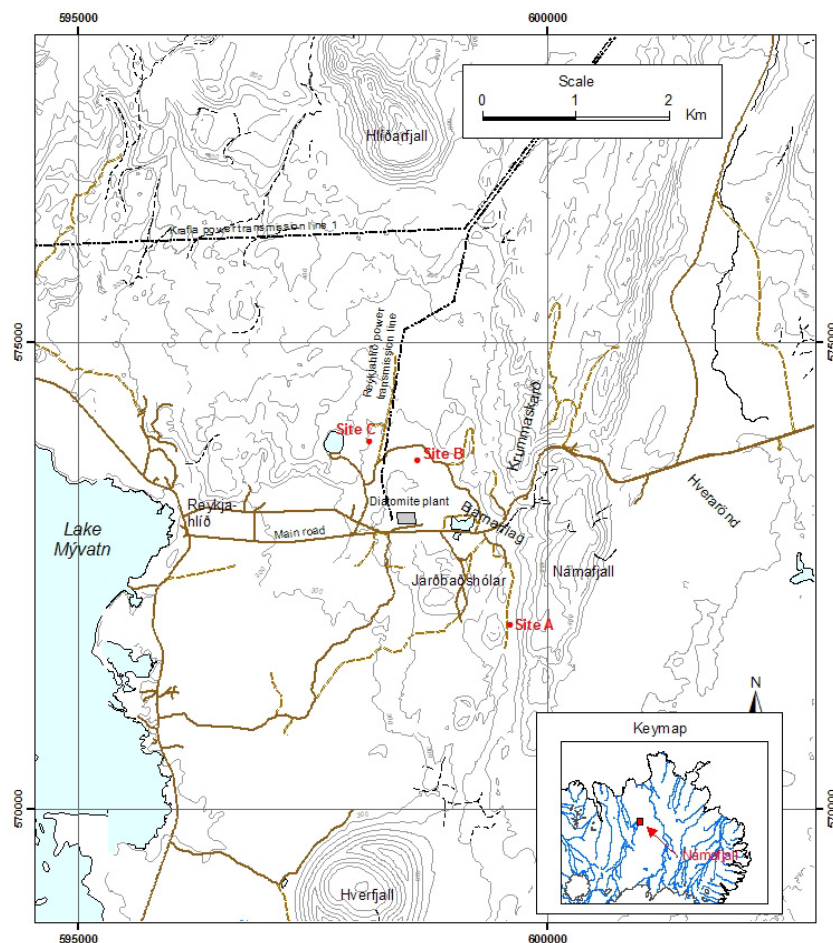 595000
600000
Scale
0 1 2
Km
Hlíðarfjall
Krafla power transmission line 1
575000
575000
Reykjahlíð power
transmission line
Site C
Site B
Krummaskarð
Reykja-
hlíð
Diatomite plant
Bjarnarflag
Hverarönd
Lake
Mývatn
Main road
Jarðbaðshólar
Námafjall
Site A
N
Keymap
Námafjall
570000
570000
Hverfjall
595000
600000